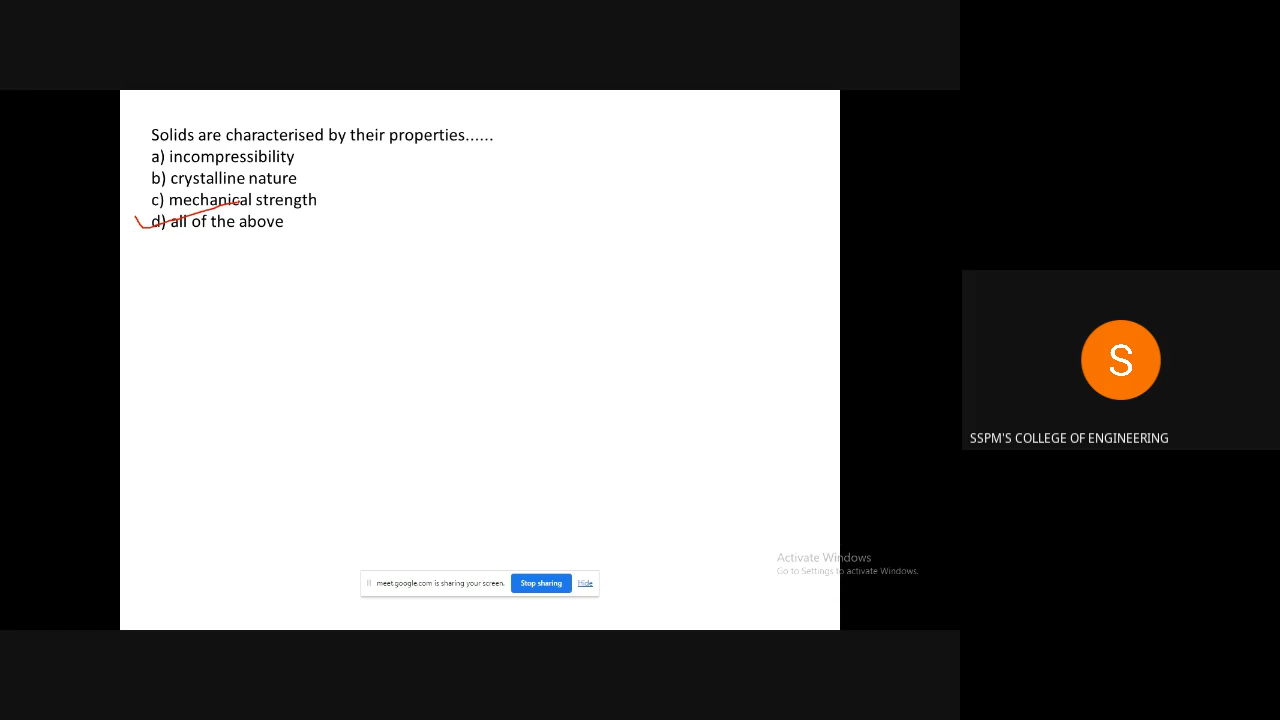 Solids are characterised by their properties......
a) incompressibility
b) crystalline nature
c) mechanical strength
d) all of the above
S
SSPM'S COLLEGE OF ENGINEERING
Activate Windows
Go to Settings to activate Windows.
meet.google.com is sharing your screen. Stop sharing Hide